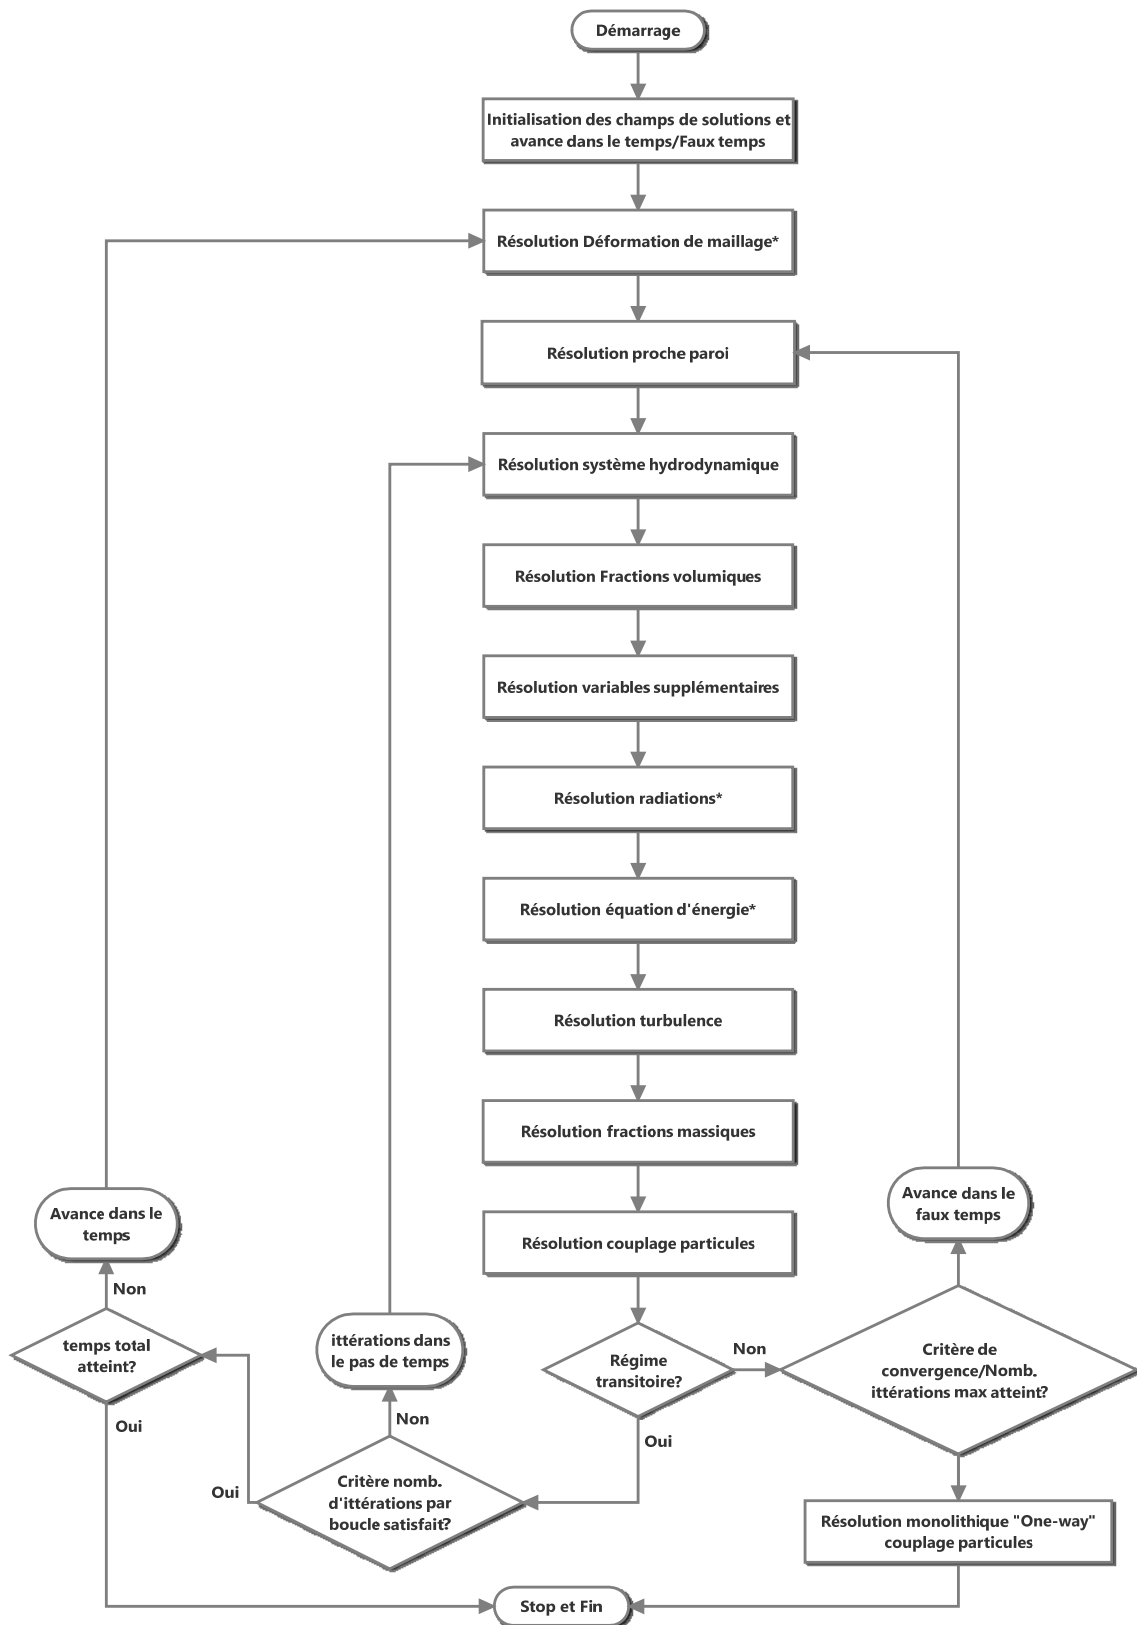 Démarrage
Initialisation des champs de solutions et
avance dans le temps/Faux temps
Résolution Déformation de maillage*
Résolution proche paroi
Résolution système hydrodynamique
Résolution Fractions volumiques
Résolution variables supplémentaires
Résolution radiations*
Résolution équation d'énergie*
Résolution turbulence
Résolution fractions massiques
Résolution couplage particules
Avance dans le
temps
Avance dans le
faux temps
Non
temps total
atteint?
Oui
ittérations dans
le pas de temps
Non
Régime
transitoire?
Non
Oui
Critère de
convergence/Nomb.
ittérations max atteint?
Oui
Critère nomb.
d'ittérations par
boucle satisfait?
Résolution monolithique "One-way"
couplage particules
Stop et Fin